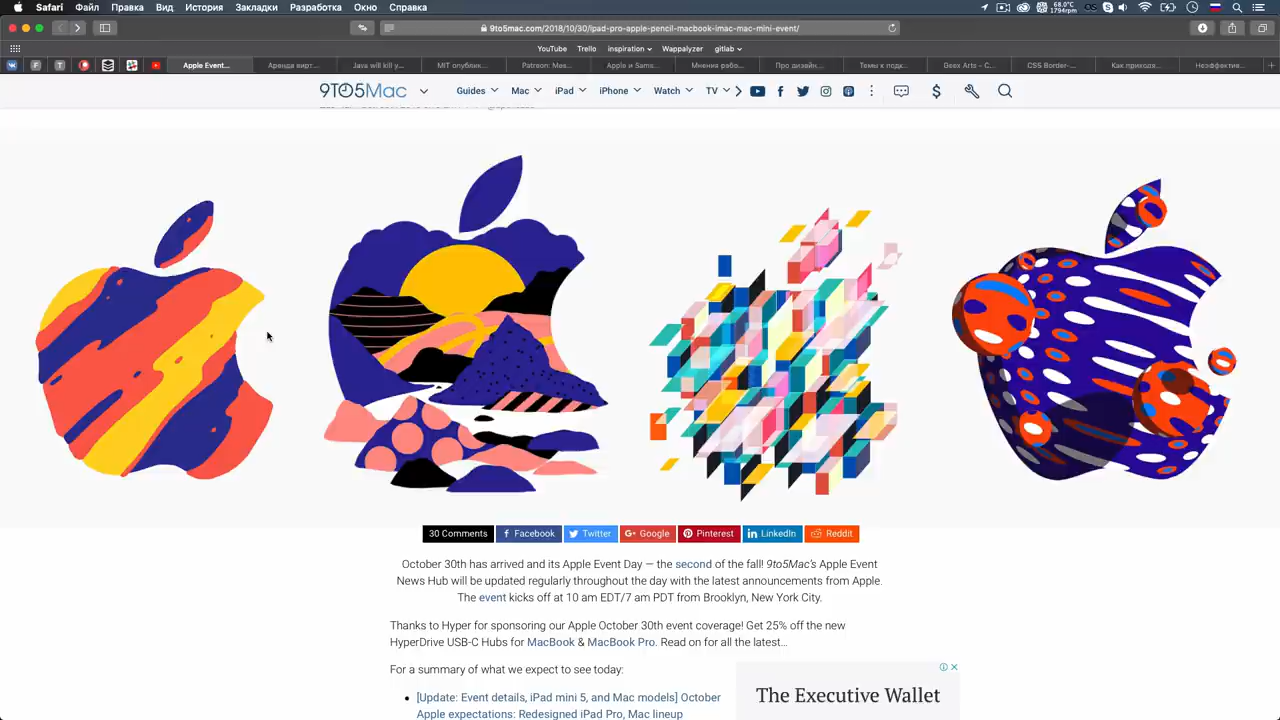 Safari Файл Правка Вид История Закладки Разработка Окно Справка
58.0°C
1794rpm
9to5mac.com/2018/10/30/ipad-pro-apple-pencil-macbook-imac-mac-mini-event/
YouTube Trello inspiration Wappalyzer gitlab
Apple Event... Аренда вирт... Java will kill y... MIT опублик... Patreon: Mes... Apple и Sams... Мнения рабо... Про дизайн... Темы к подк... Geox Arts – C... CSS Border-... Как приходя... Неэффектив...
9TO5Mac Guides Mac iPad iPhone Watch TV
30 Comments Facebook Twitter Google Pinterest LinkedIn Reddit
October 30th has arrived and its Apple Event Day — the second of the fall! 9to5Mac's Apple Event
News Hub will be updated regularly throughout the day with the latest announcements from Apple.
The event kicks off at 10 am EDT/7 am PDT from Brooklyn, New York City.
Thanks to Hyper for sponsoring our Apple October 30th event coverage! Get 25% off the new
HyperDrive USB-C Hubs for MacBook & MacBook Pro. Read on for all the latest...
For a summary of what we expect to see today:
• [Update: Event details, iPad mini 5, and Mac models] October
Apple expectations: Redesigned iPad Pro, Mac lineup
The Executive Wallet